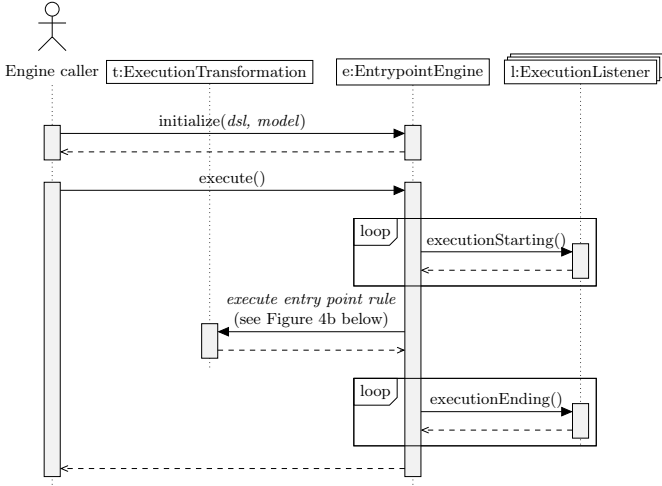 Engine caller
t:ExecutionTransformation
e:EntrypointEngine
l:ExecutionListener
initialize(dsl, model)
execute()
loop
executionStarting()
execute entry point rule
(see Figure 4b below)
loop
executionEnding()